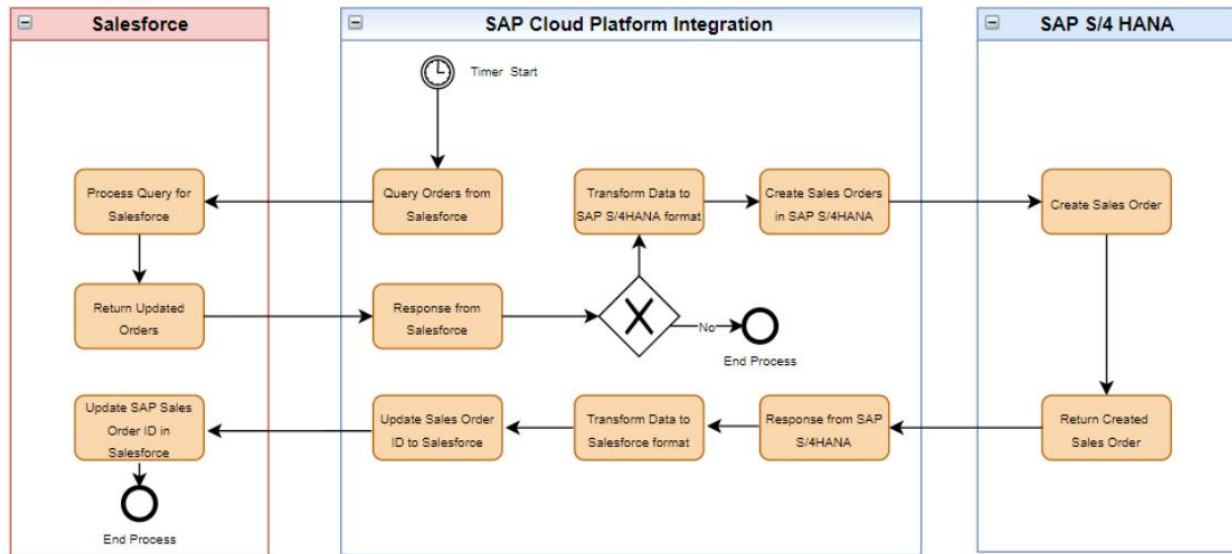 Salesforce
SAP Cloud Platform Integration
SAP S/4 HANA
Timer Start
Process Query for
Salesforce
Query Orders from
Salesforce
Transform Data to
SAP S/4HANA format
Create Sales Orders
in SAP S/4HANA
Create Sales Order
Return Updated
Orders
Response from
Salesforce
No
End Process
Update SAP Sales
Order ID in
Salesforce
Update Sales Order
ID to Salesforce
Transform Data to
Salesforce format
Response from SAP
S/4HANA
Return Created
Sales Order
End Process